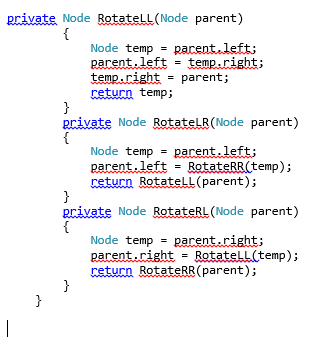 private Node RotateLL(Node parent)
{
Node temp = parent.left;
parent.left = temp.right;
temp.right = parent;
return temp;
}
private Node RotateLR(Node parent)
{
Node temp = parent.left;
parent.left = RotateRR(temp);
return RotateLL(parent);
}
private Node RotateRL(Node parent)
{
Node temp = parent.right;
parent.right = RotateLL(temp);
return RotateRR(parent);
}
}